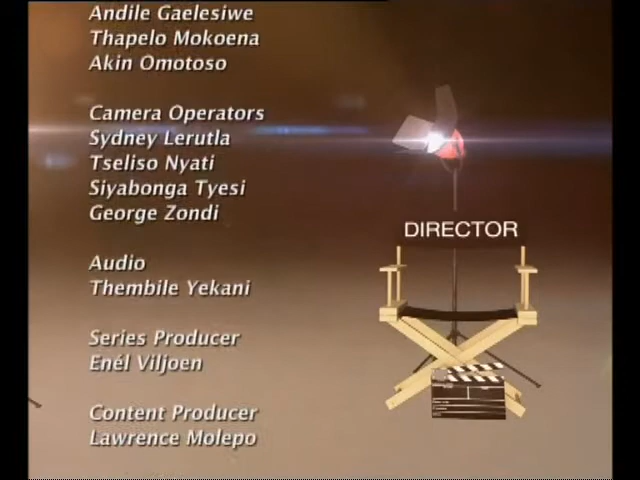 Andile Gaelesiwe
Thapelo Mokoena
Akin Omotoso
Camera Operators
Sydney Lerutla
Tseliso Nyati
Siyabonga Tyesi
George Zondi
Audio
Thembile Yekani
Series Producer
Enél Viljoen
Content Producer
Lawrence Molepo
DIRECTOR